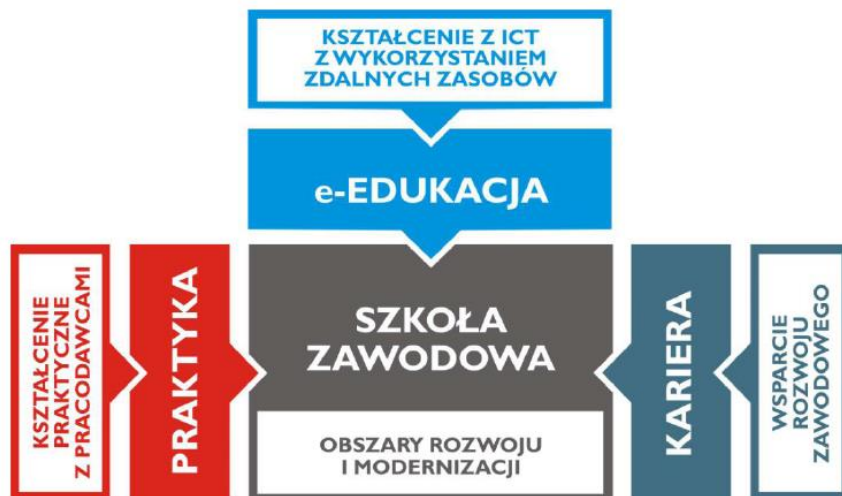 KSZTAŁCENIE Z ICT
Z WYKORZYSTANIEM
ZDALNYCH ZASOBÓW
e-EDUKACJA
KSZTAŁCENIE
PRAKTYCZNE
Z PRACODAWCAMI
PRAKTYKA
SZKOŁA
ZAWODOWA
OBSZARY ROZWOJU
I MODERNIZACJI
KARIERA
WSPARCIE
ROZWOJU
ZAWODOWEGO